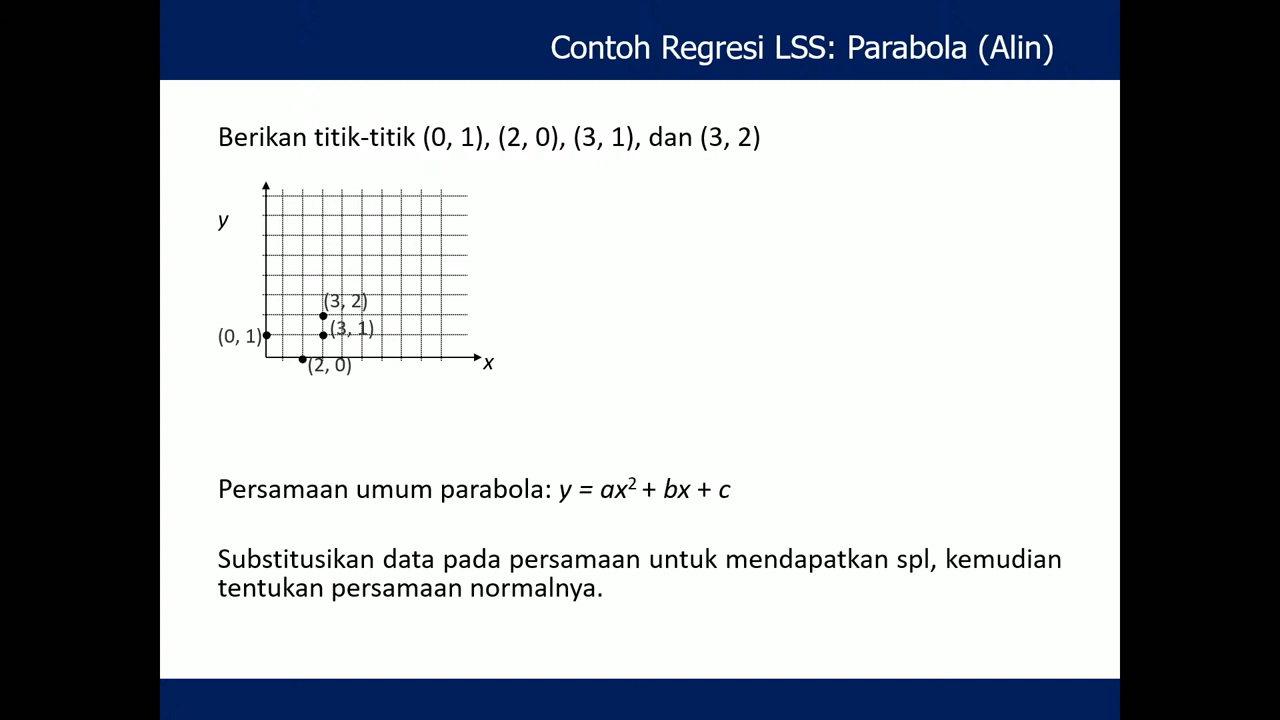 Contoh Regresi LSS: Parabola (Alin)
Berikan titik-titik (0, 1), (2, 0), (3, 1), dan (3, 2)
y
(3, 2)
(0, 1)
(3, 1)
(2, 0)
x
Persamaan umum parabola: y = ax² + bx + c
Substitusikan data pada persamaan untuk mendapatkan spl, kemudian
tentukan persamaan normalnya.